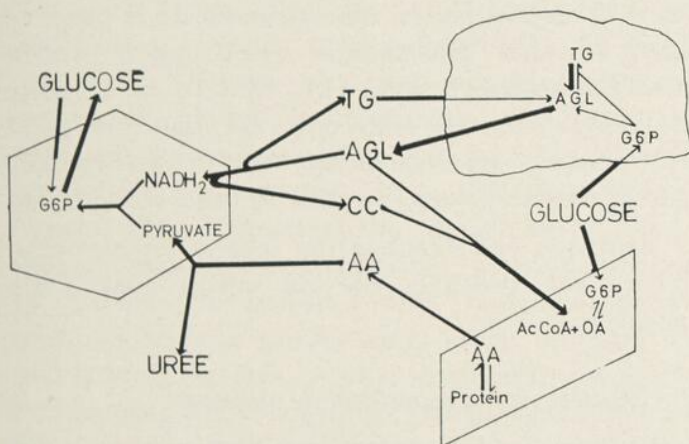 GLUCOSE
G6P
NADH2
PYRUVATE
UREE
TG
AGL
CC
AA
TG
AGL
G6P
GLUCOSE
G6P
AcCoA+OA
AA
Protein